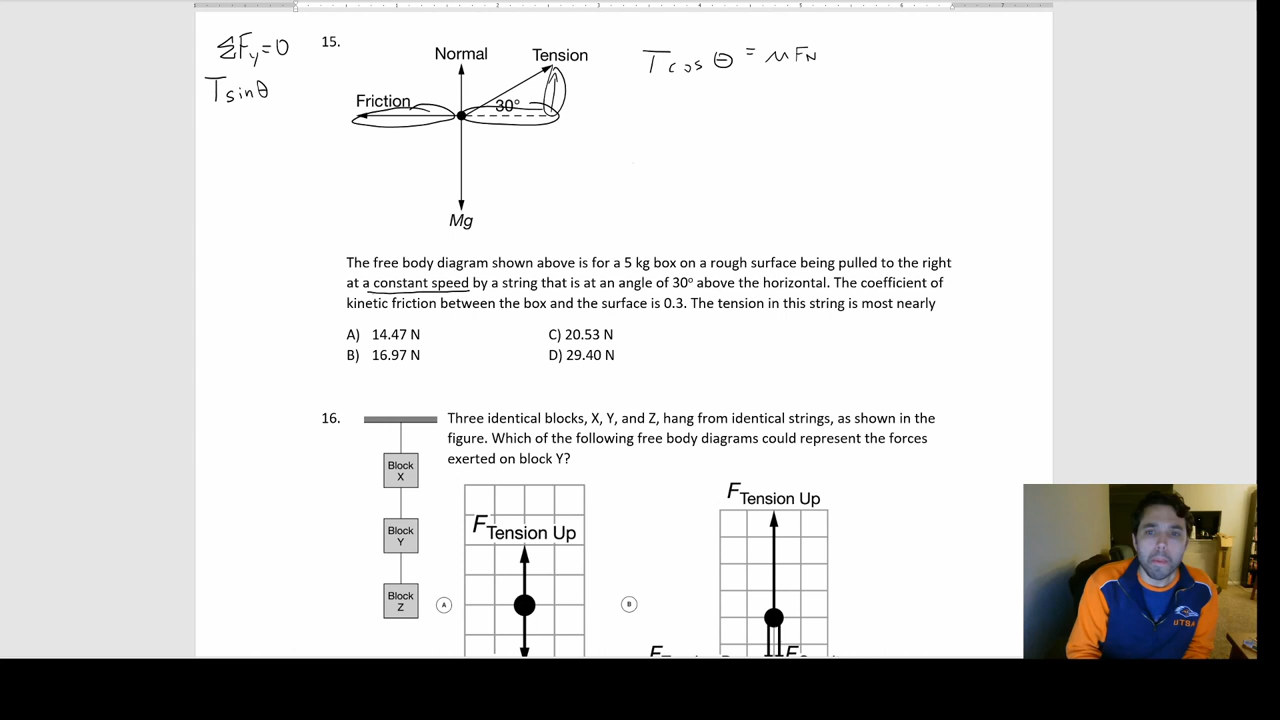 ΣFy=0
Tsinθ
15.
Normal
Tension
Tcosθ = μFN
Friction
30°
Mg
The free body diagram shown above is for a 5 kg box on a rough surface being pulled to the right
at a constant speed by a string that is at an angle of 30° above the horizontal. The coefficient of
kinetic friction between the box and the surface is 0.3. The tension in this string is most nearly
A) 14.47 N
C) 20.53 N
B) 16.97 N
D) 29.40 N
16.
Three identical blocks, X, Y, and Z, hang from identical strings, as shown in the
figure. Which of the following free body diagrams could represent the forces
exerted on block Y?
Block
X
Block
Y
Block
Z
A
FTension Up
B
FTension Up
UTSA